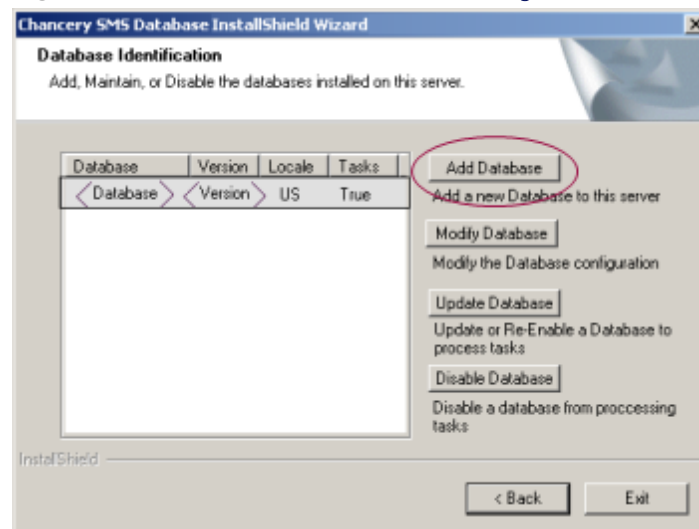 Chancery SMS Database InstallShield Wizard
Database Identification
Add, Maintain, or Disable the databases installed on this server.
Database Version Locale Tasks
<Database> <Version> US True
Add Database
Add a new Database to this server
Modify Database
Modify the Database configuration
Update Database
Update or Re-Enable a Database to
process tasks
Disable Database
Disable a database from proccessing
tasks
InstallShield
< Back
Exit